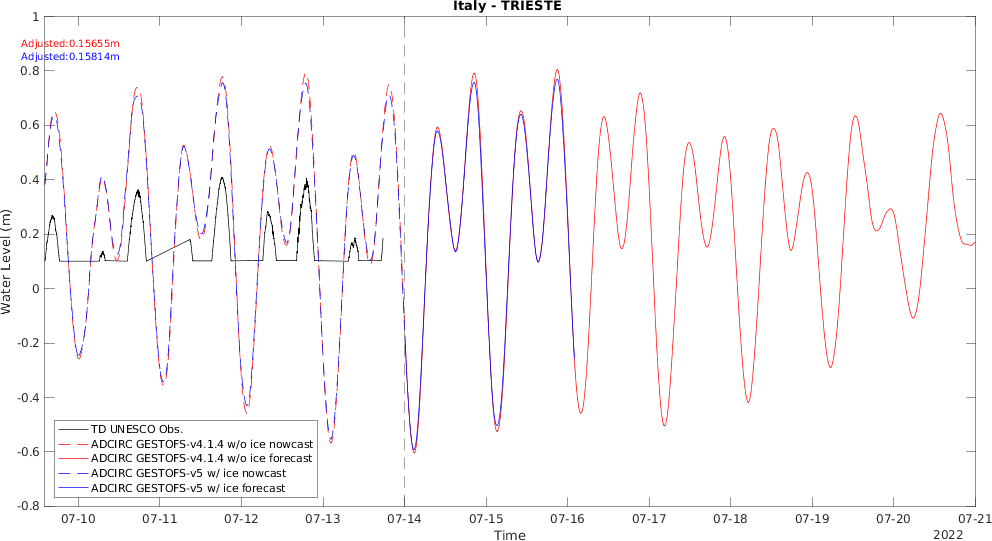 Italy - TRIESTE
Adjusted:0.15655m
Adjusted:0.15814m
Water Level (m)
1
0.8
0.6
0.4
0.2
0
-0.2
-0.4
-0.6
-0.8
TD UNESCO Obs.
ADCIRC GESTOFS-v4.1.4 w/o ice nowcast
ADCIRC GESTOFS-v4.1.4 w/o ice forecast
ADCIRC GESTOFS-v5 w/ ice nowcast
ADCIRC GESTOFS-v5 w/ ice forecast
07-10 07-11 07-12 07-13 07-14 07-15 07-16 07-17 07-18 07-19 07-20 07-21
Time
2022